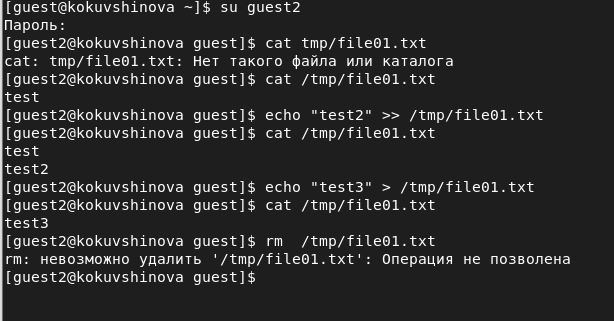 [guest@kokuvshinova ~]$ su guest2
Пароль:
[guest2@kokuvshinova guest]$ cat tmp/file01.txt
cat: tmp/file01.txt: Нет такого файла или каталога
[guest2@kokuvshinova guest]$ cat /tmp/file01.txt
test
[guest2@kokuvshinova guest]$ echo "test2" >> /tmp/file01.txt
[guest2@kokuvshinova guest]$ cat /tmp/file01.txt
test
test2
[guest2@kokuvshinova guest]$ echo "test3" > /tmp/file01.txt
[guest2@kokuvshinova guest]$ cat /tmp/file01.txt
test3
[guest2@kokuvshinova guest]$ rm  /tmp/file01.txt
rm: невозможно удалить '/tmp/file01.txt': Операция не позволена
[guest2@kokuvshinova guest]$